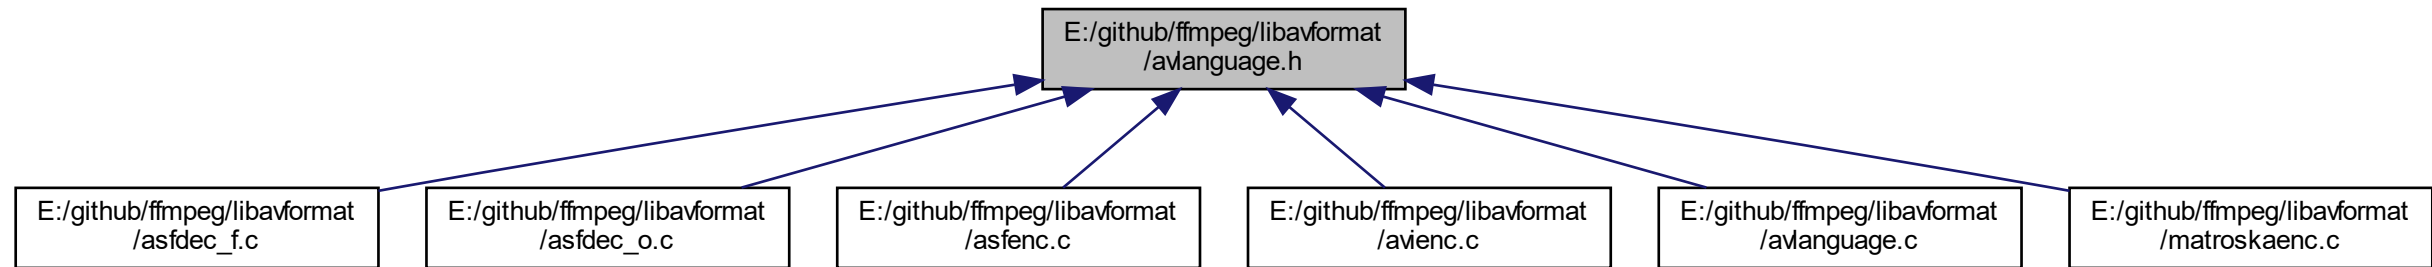 E:/github/ffmpeg/libavformat
/avlanguage.h
E:/github/ffmpeg/libavformat
/asfdec_f.c
E:/github/ffmpeg/libavformat
/asfdec_o.c
E:/github/ffmpeg/libavformat
/asfenc.c
E:/github/ffmpeg/libavformat
/avienc.c
E:/github/ffmpeg/libavformat
/avlanguage.c
E:/github/ffmpeg/libavformat
/matroskaenc.c